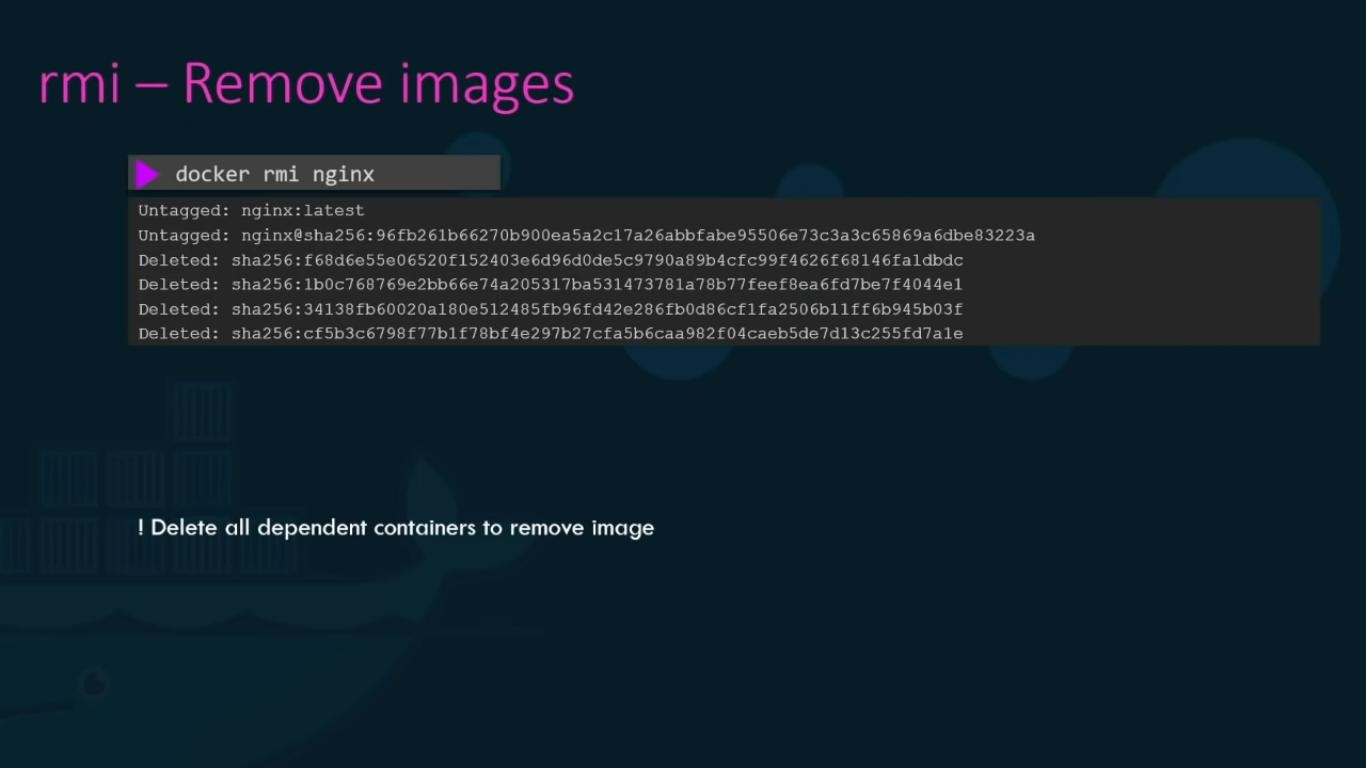 rmi – Remove images
docker rmi nginx
Untagged: nginx:latest
Untagged: nginx@sha256:96fb261b66270b900ea5a2c17a26abbfabe95506e73c3a3c65869a6dbe83223a
Deleted: sha256:f68d6e55e06520f152403e6d96d0de5c9790a89b4cfc99f4626f68146fa1dbdc
Deleted: sha256:1b0c768769e2bb66e74a205317ba531473781a78b77feef8ea6fd7be7f4044e1
Deleted: sha256:34138fb60020a180e512485fb96fd42e286fb0d86cf1fa2506b11ff6b945b03f
Deleted: sha256:cf5b3c6798f77b1f78bf4e297b27cfa5b6caa982f04caeb5de7d13c255fd7a1e
! Delete all dependent containers to remove image